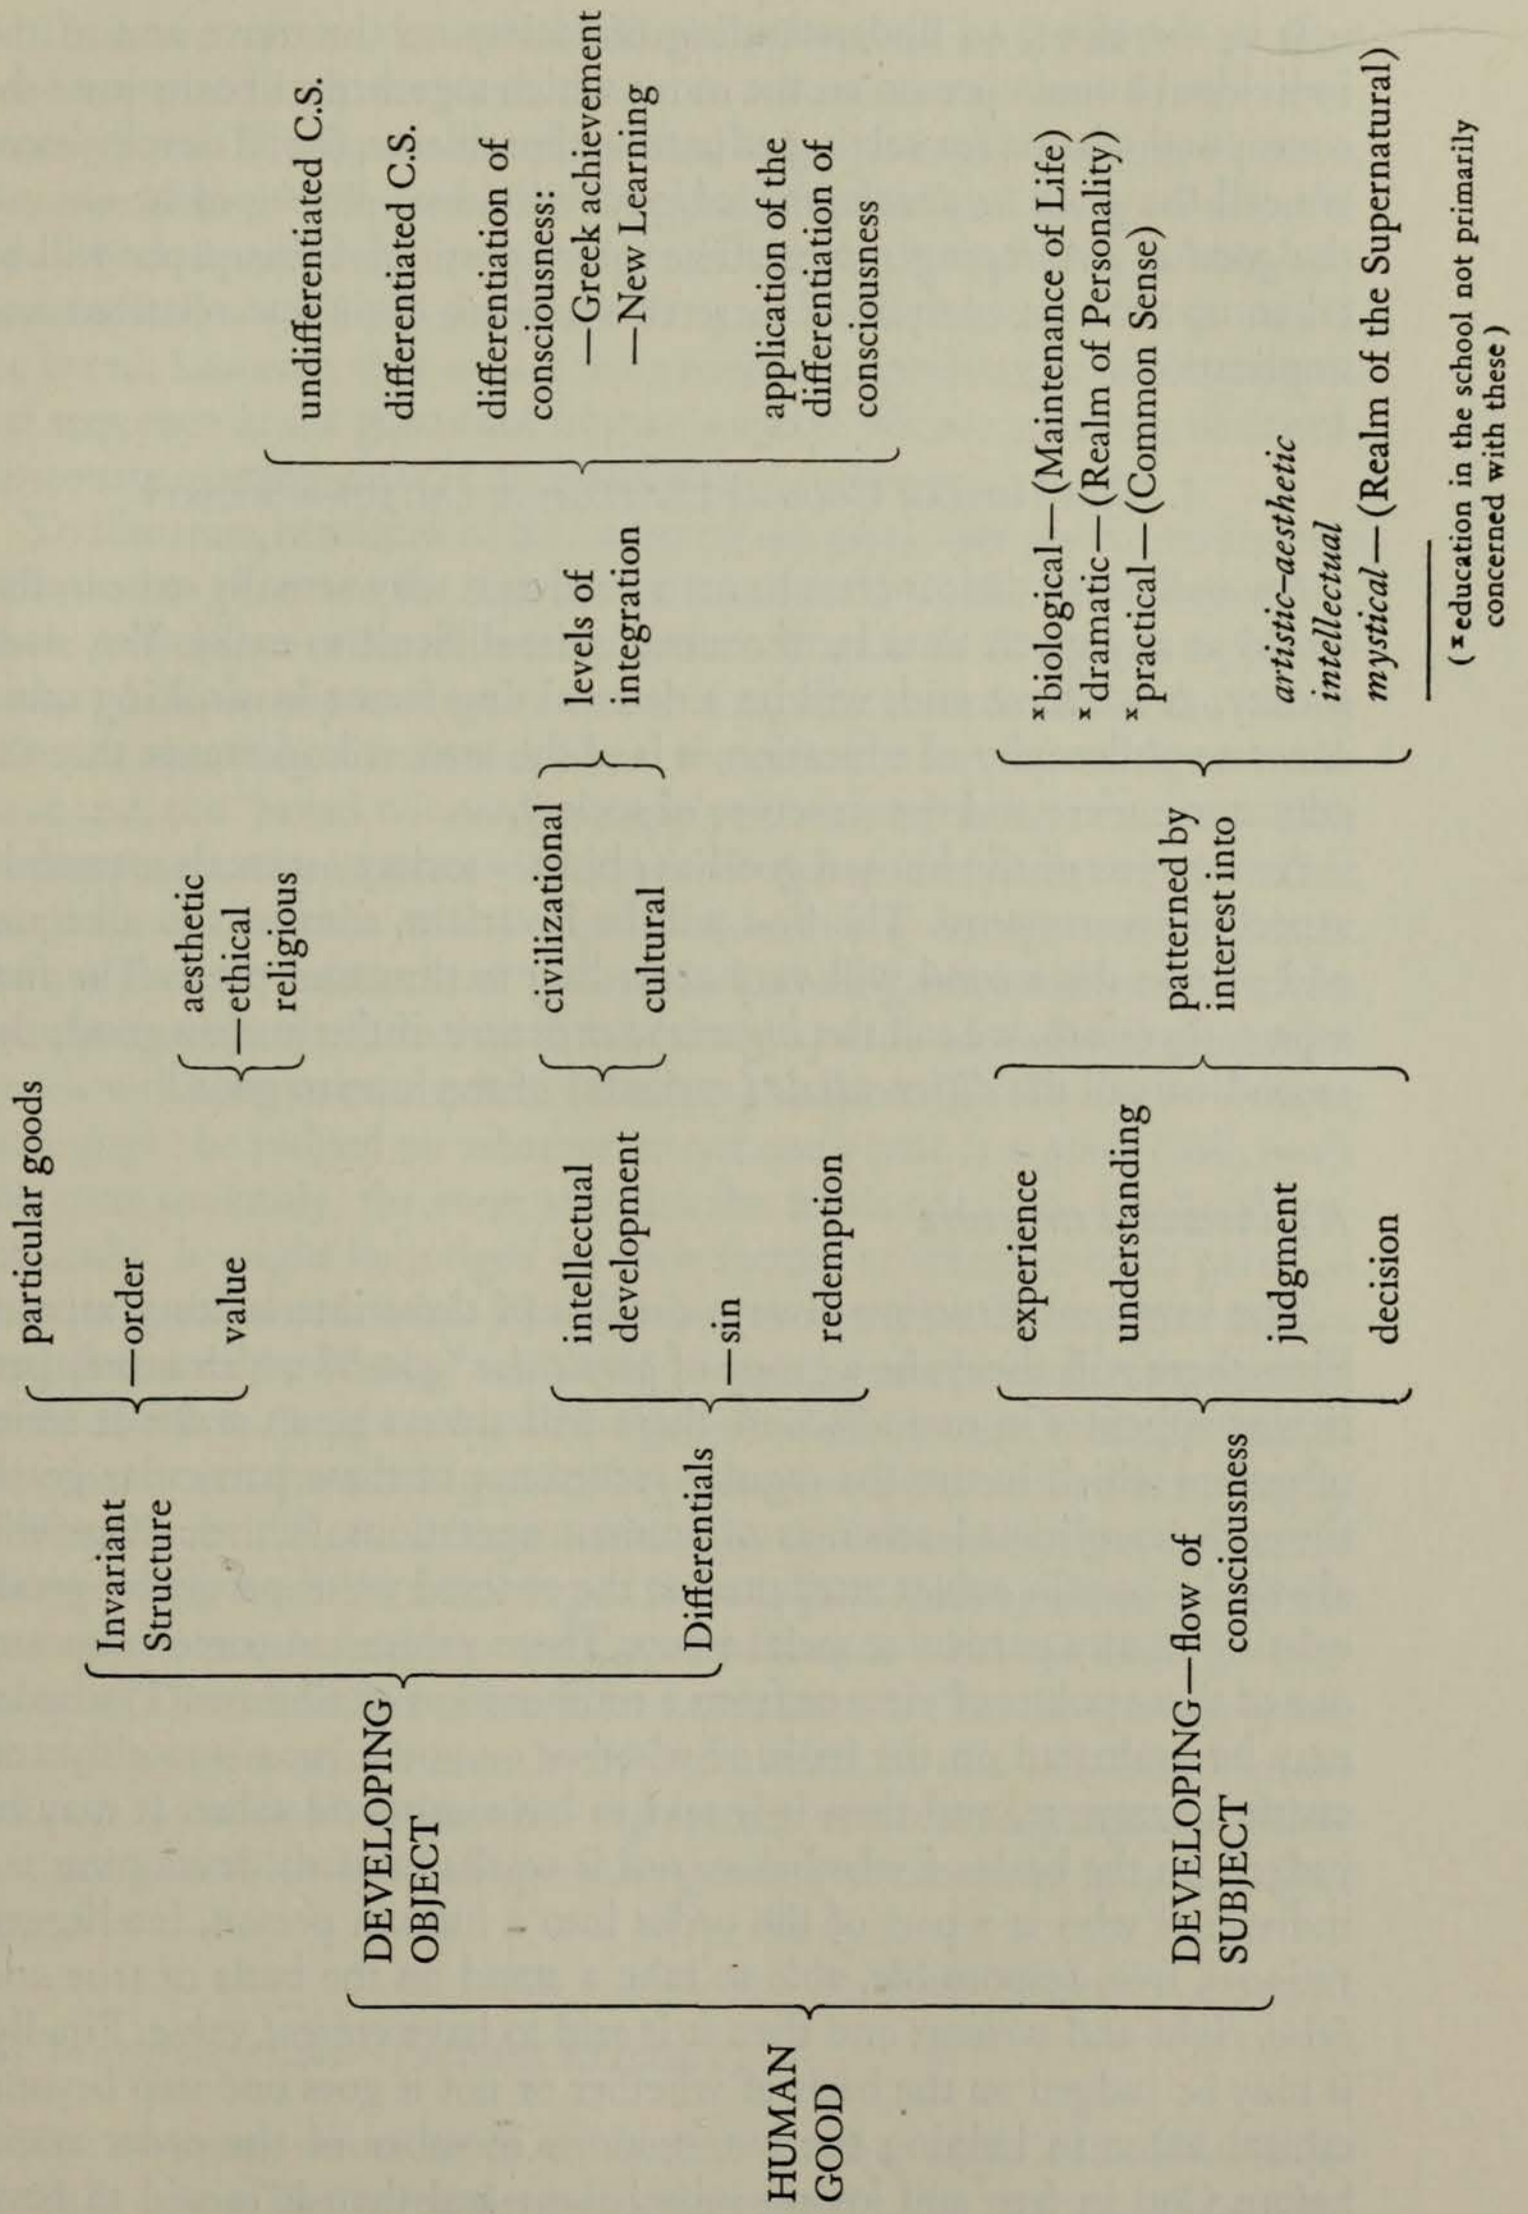 HUMAN
GOOD
DEVELOPING
OBJECT
Invariant
Structure
particular goods
—order
value
aesthetic
—ethical
religious
Differentials
intellectual
development
—sin
redemption
civilizational
cultural
levels of
integration
undifferentiated C.S.
differentiated C.S.
differentiation of
consciousness:
—Greek achievement
—New Learning
application of the
differentiation of
consciousness
DEVELOPING—flow of
SUBJECT consciousness
experience
understanding
judgment
decision
patterned by
interest into
xbiological—(Maintenance of Life)
xdramatic—(Realm of Personality)
xpractical—(Common Sense)
artistic–aesthetic
intellectual
mystical—(Realm of the Supernatural)
(xeducation in the school not primarily
concerned with these)